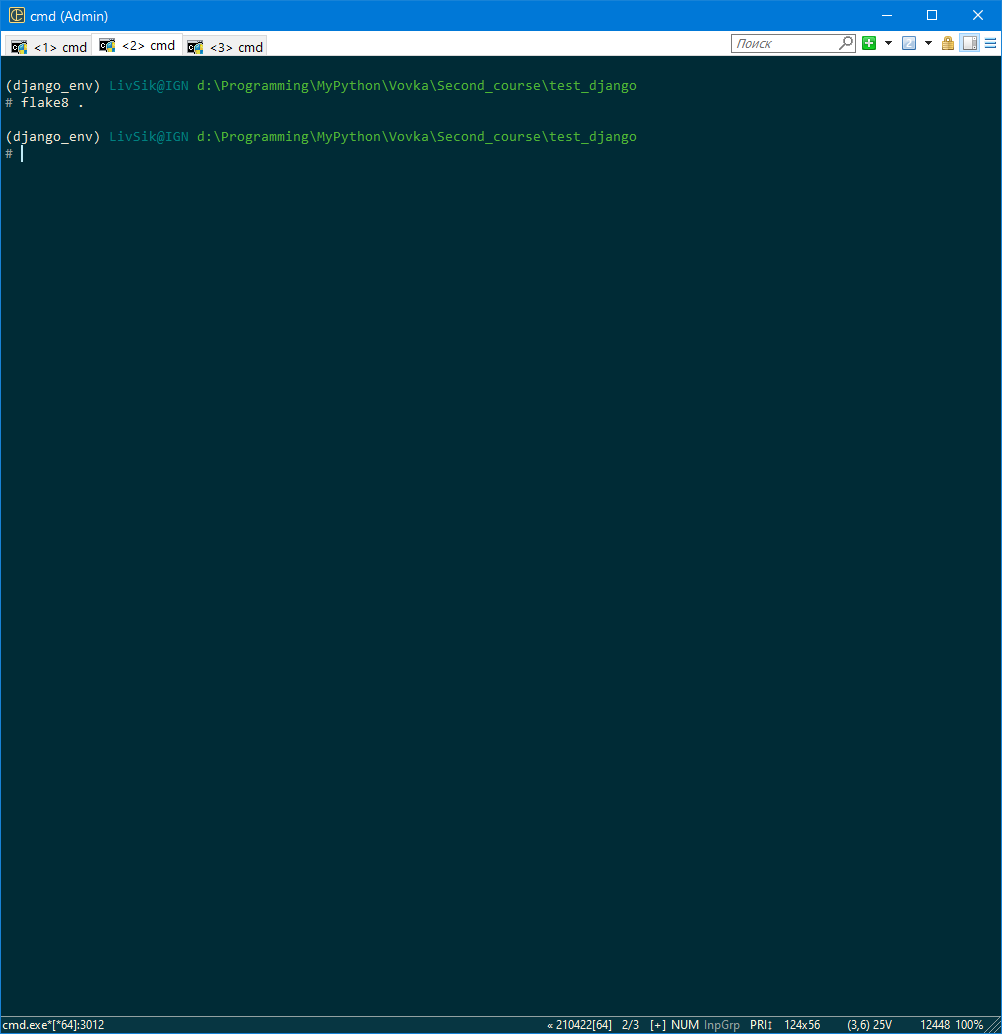 cmd (Admin)
<1> cmd <2> cmd <3> cmd Поиск
(django_env) LivSik@IGN d:\Programming\MyPython\Vovka\Second_course\test_django
# flake8 .
(django_env) LivSik@IGN d:\Programming\MyPython\Vovka\Second_course\test_django
#
cmd.exe*[*64]:3012 « 210422[64] 2/3 [+] NUM InpGrp PRI↕ 124x56 (3,6) 25V 12448 100%